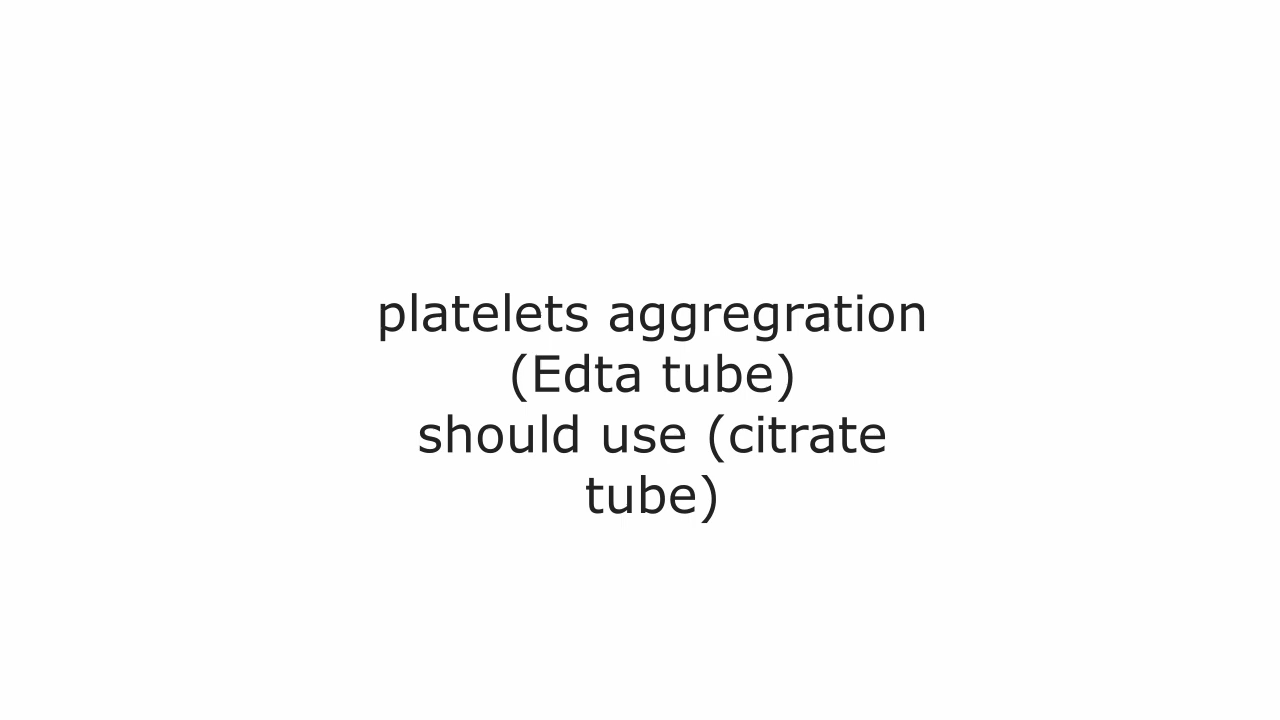 platelets aggregration
(Edta tube)
should use (citrate
tube)